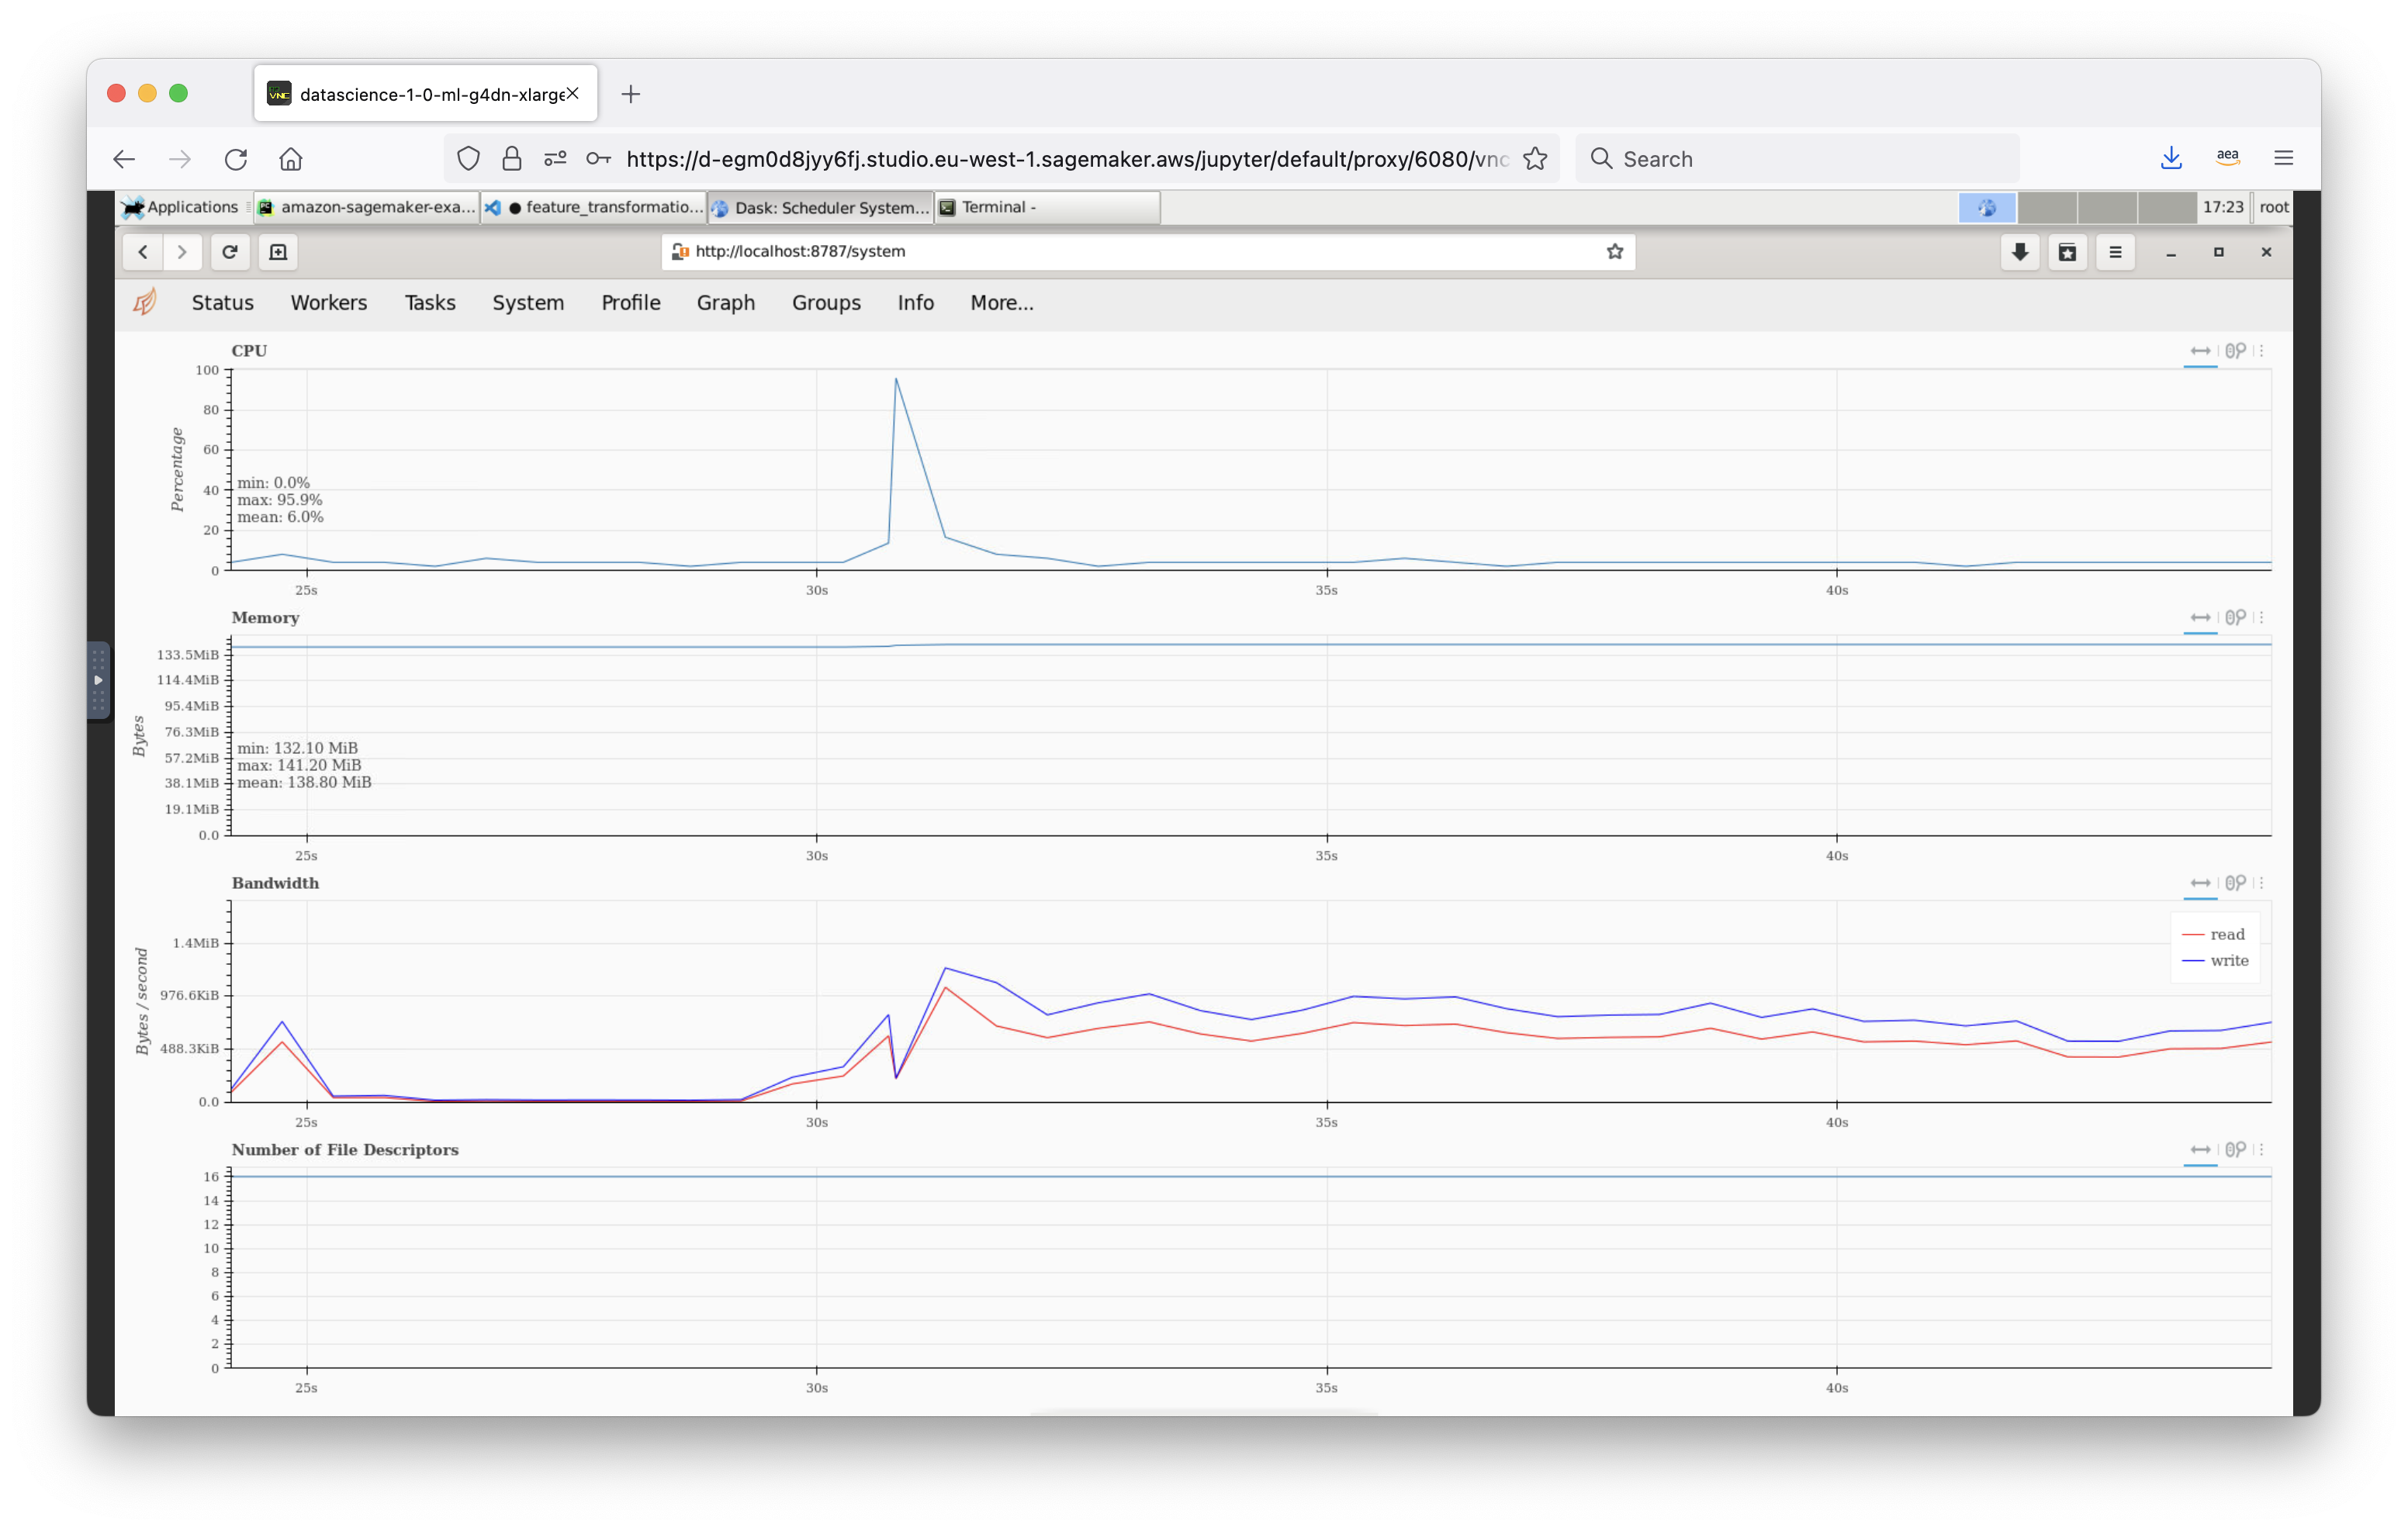 datascience-1-0-ml-g4dn-xlarge
https://d-egm0d8jyy6fj.studio.eu-west-1.sagemaker.aws/jupyter/default/proxy/6080/vnc
Search
aea
Applications
amazon-sagemaker-exa...
● feature_transformatio...
Dask: Scheduler System...
Terminal -
17:23
root
http://localhost:8787/system
Status Workers Tasks System Profile Graph Groups Info More...
CPU
Percentage
100
80
60
40
20
0
min: 0.0%
max: 95.9%
mean: 6.0%
25s 30s 35s 40s
Memory
Bytes
133.5MiB
114.4MiB
95.4MiB
76.3MiB
57.2MiB
38.1MiB
19.1MiB
0.0
min: 132.10 MiB
max: 141.20 MiB
mean: 138.80 MiB
25s 30s 35s 40s
Bandwidth
Bytes / second
1.4MiB
976.6KiB
488.3KiB
0.0
read
write
25s 30s 35s 40s
Number of File Descriptors
16
14
12
10
8
6
4
2
0
25s 30s 35s 40s